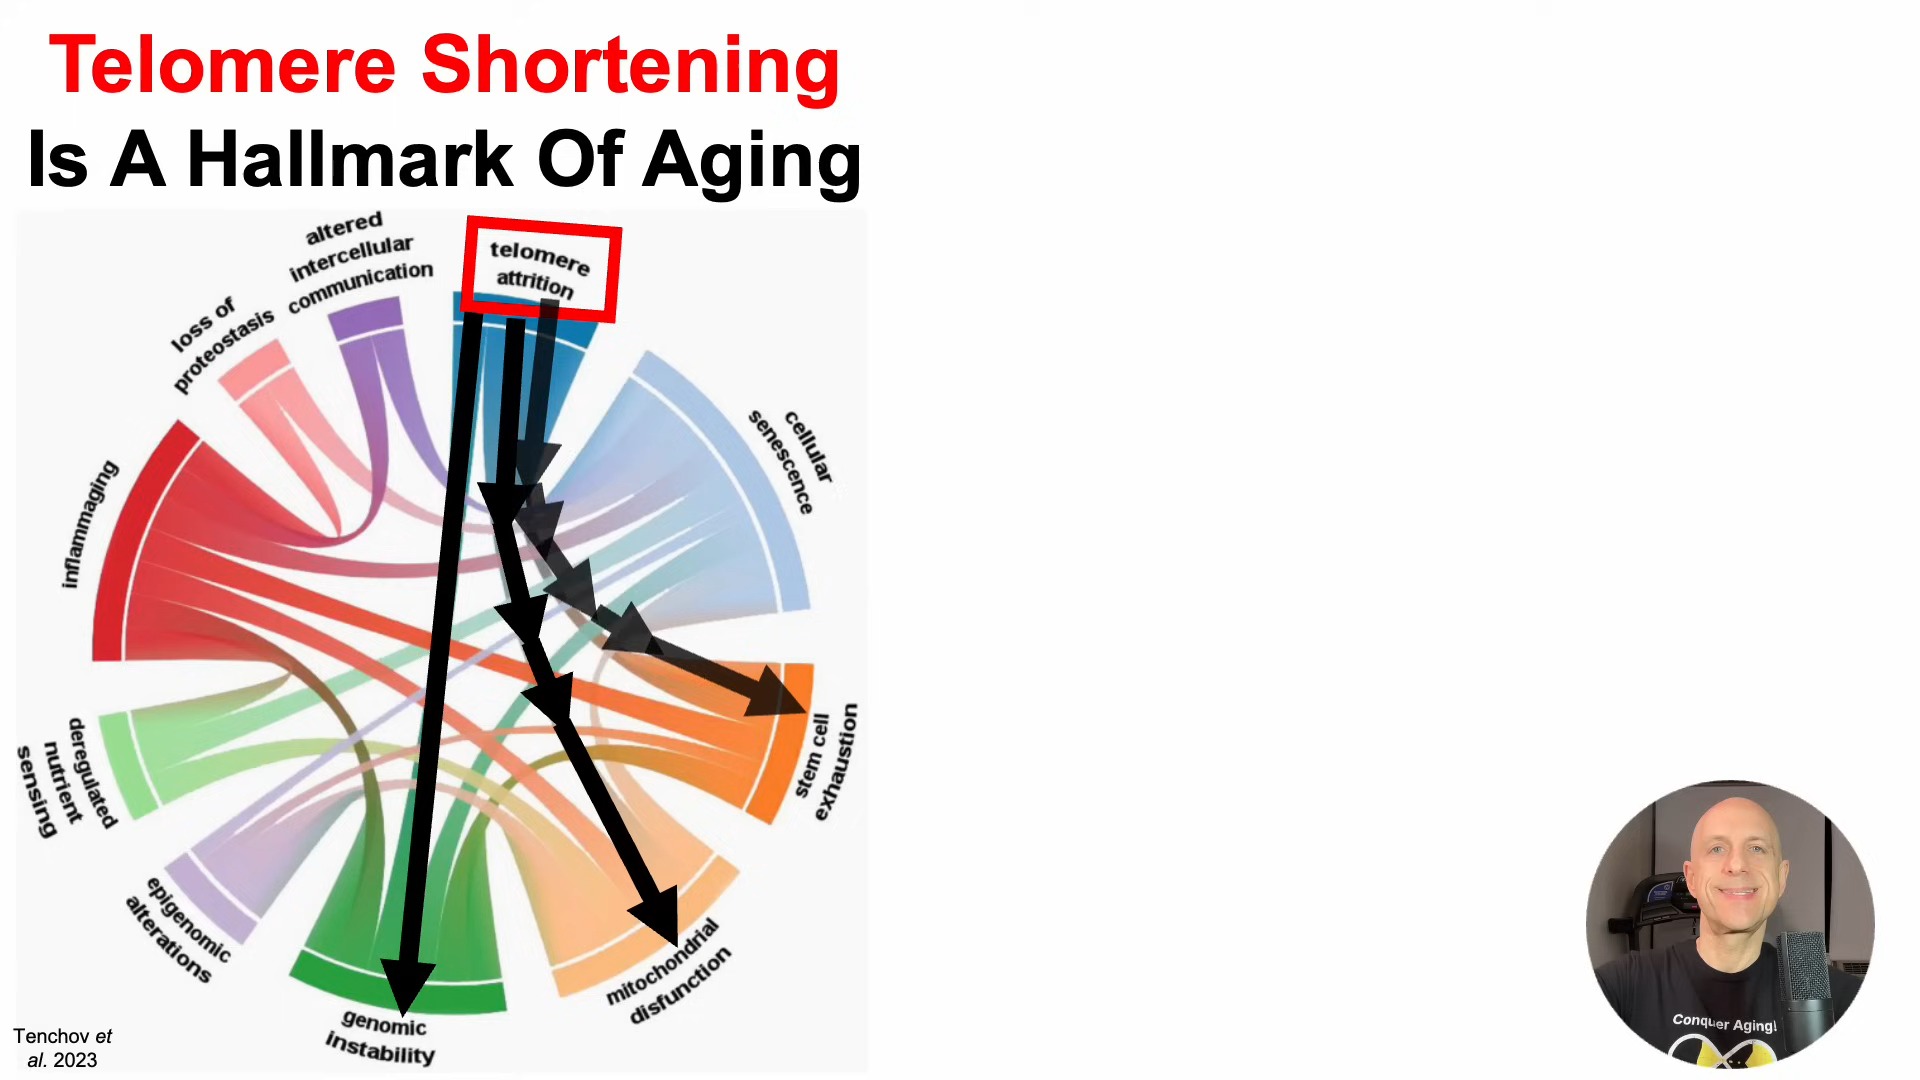 Telomere Shortening
Is A Hallmark Of Aging
altered
intercellular
communication
telomere
attrition
loss of
proteostasis
cellular
senescence
inflammaging
stem cell
exhaustion
deregulated
nutrient
sensing
epigenomic
alterations
mitochondrial
disfunction
genomic
instability
Tenchov et
al. 2023
Conquer Aging!